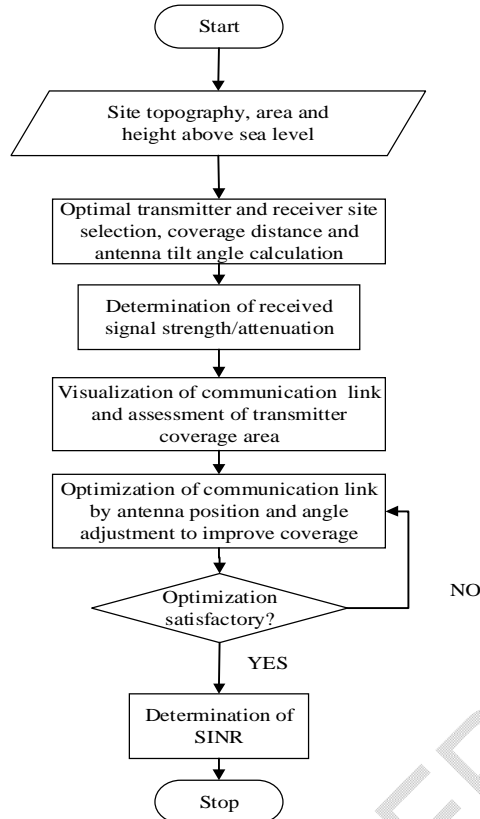 Start
Site topography, area and
height above sea level
Optimal transmitter and receiver site
selection, coverage distance and
antenna tilt angle calculation
Determination of received
signal strength/attenuation
Visualization of communication link
and assessment of transmitter
coverage area
Optimization of communication link
by antenna position and angle
adjustment to improve coverage
Optimization
satisfactory?
NO
YES
Determination of
SINR
Stop